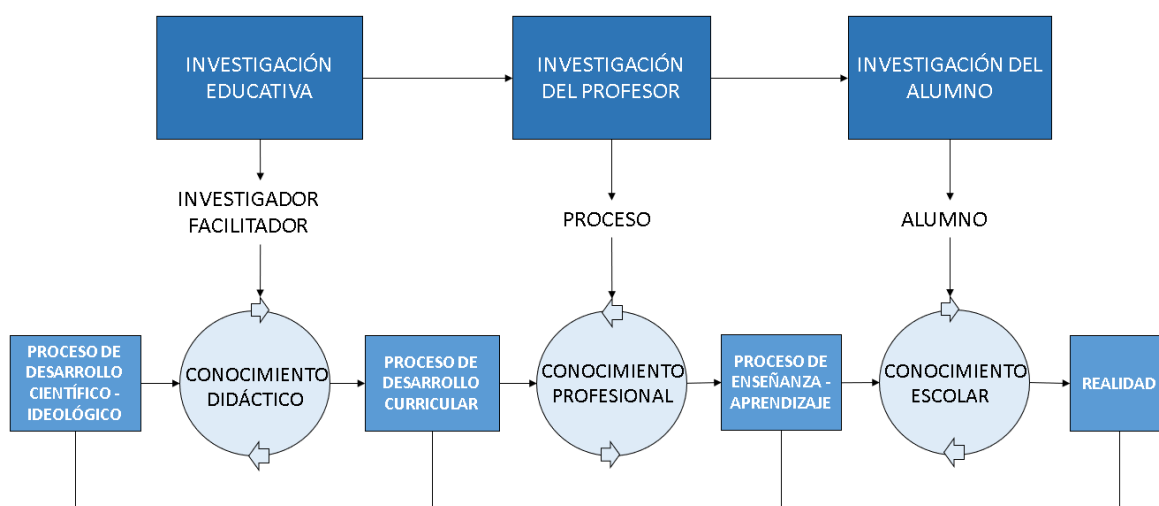 INVESTIGACIÓN
EDUCATIVA
INVESTIGACIÓN
DEL PROFESOR
INVESTIGACIÓN DEL
ALUMNO
INVESTIGADOR
FACILITADOR
PROCESO
ALUMNO
PROCESO DE
DESARROLLO
CIENTÍFICO -
IDEOLÓGICO
CONOCIMIENTO
DIDÁCTICO
PROCESO DE
DESARROLLO
CURRICULAR
CONOCIMIENTO
PROFESIONAL
PROCESO DE
ENSEÑANZA -
APRENDIZAJE
CONOCIMIENTO
ESCOLAR
REALIDAD